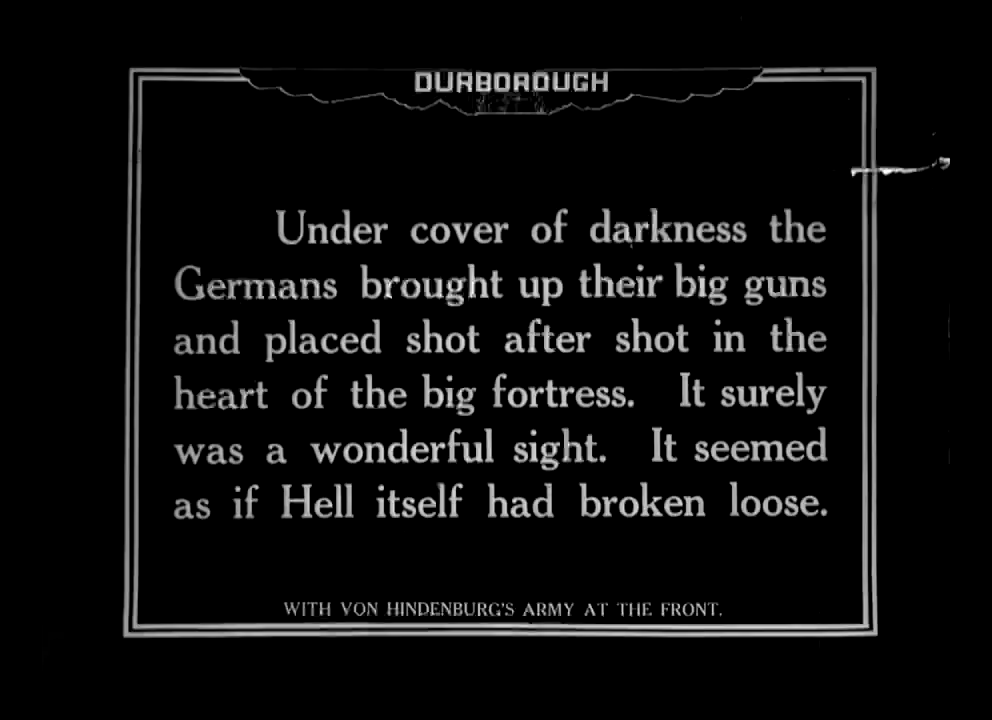 DURBOROUGH
Under cover of darkness the
Germans brought up their big guns
and placed shot after shot in the
heart of the big fortress. It surely
was a wonderful sight. It seemed
as if Hell itself had broken loose.
WITH VON HINDENBURG'S ARMY AT THE FRONT.